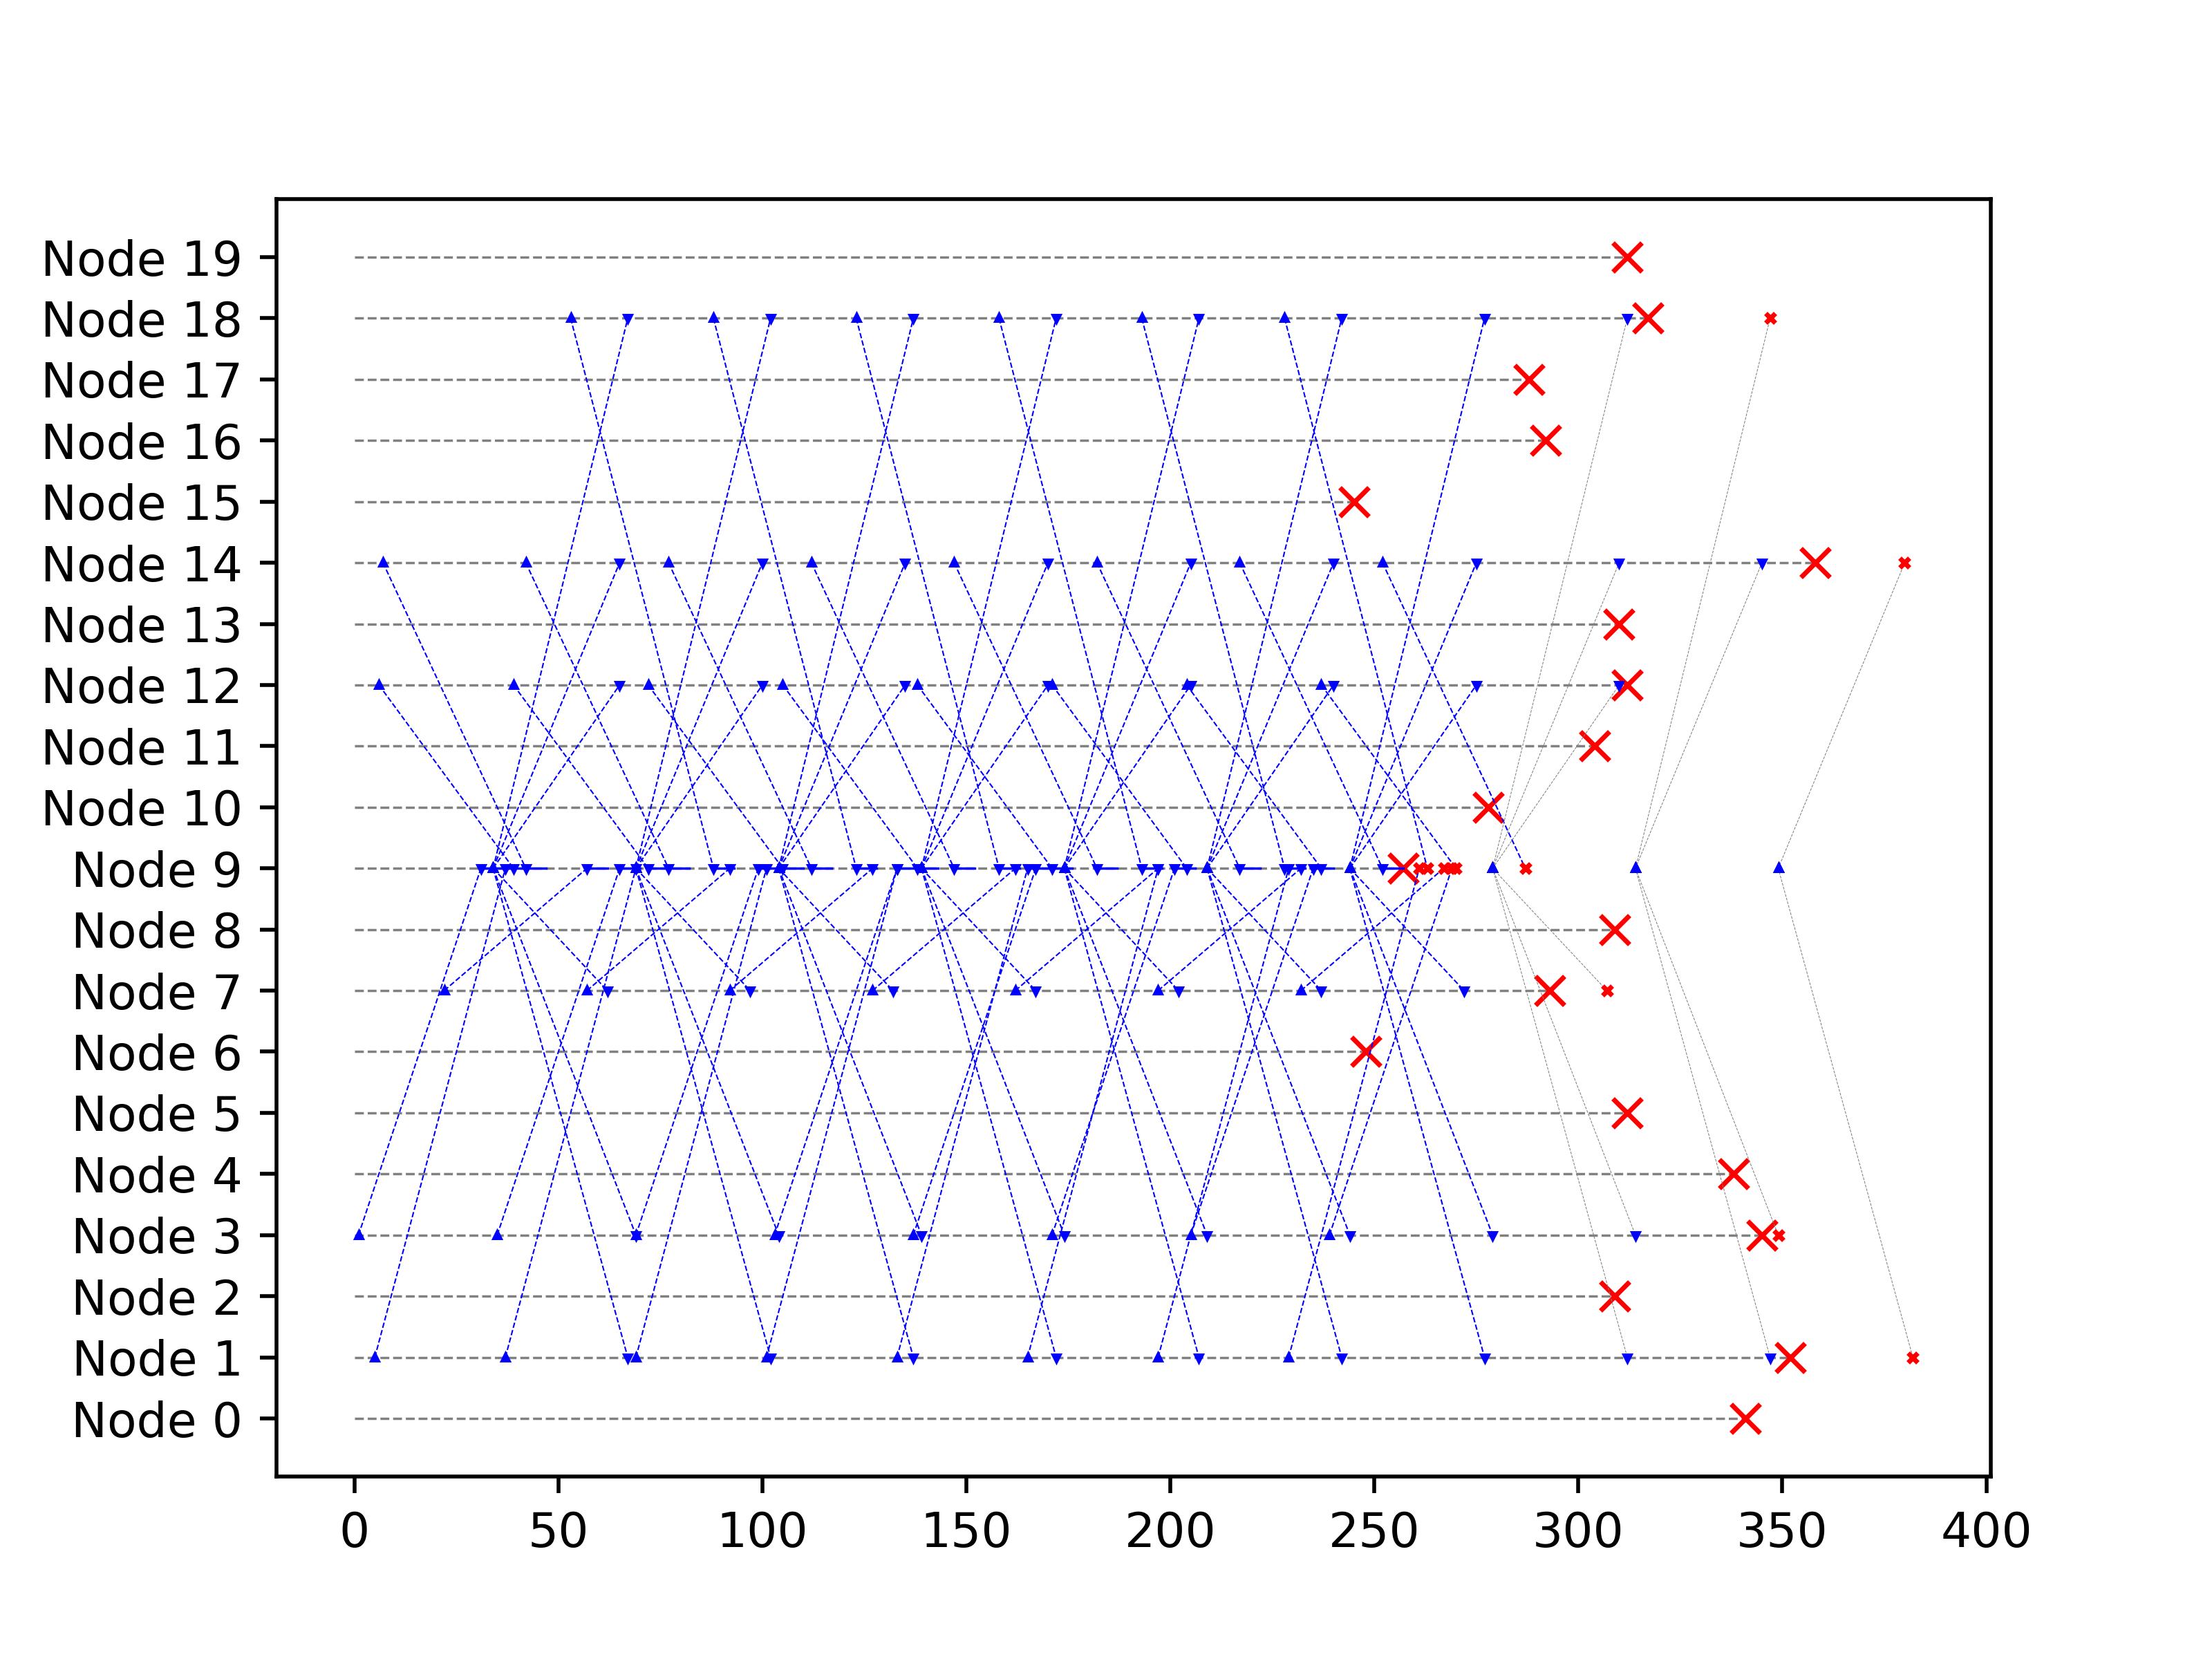 Node 19
Node 18
Node 17
Node 16
Node 15
Node 14
Node 13
Node 12
Node 11
Node 10
Node 9
Node 8
Node 7
Node 6
Node 5
Node 4
Node 3
Node 2
Node 1
Node 0
0 50 100 150 200 250 300 350 400